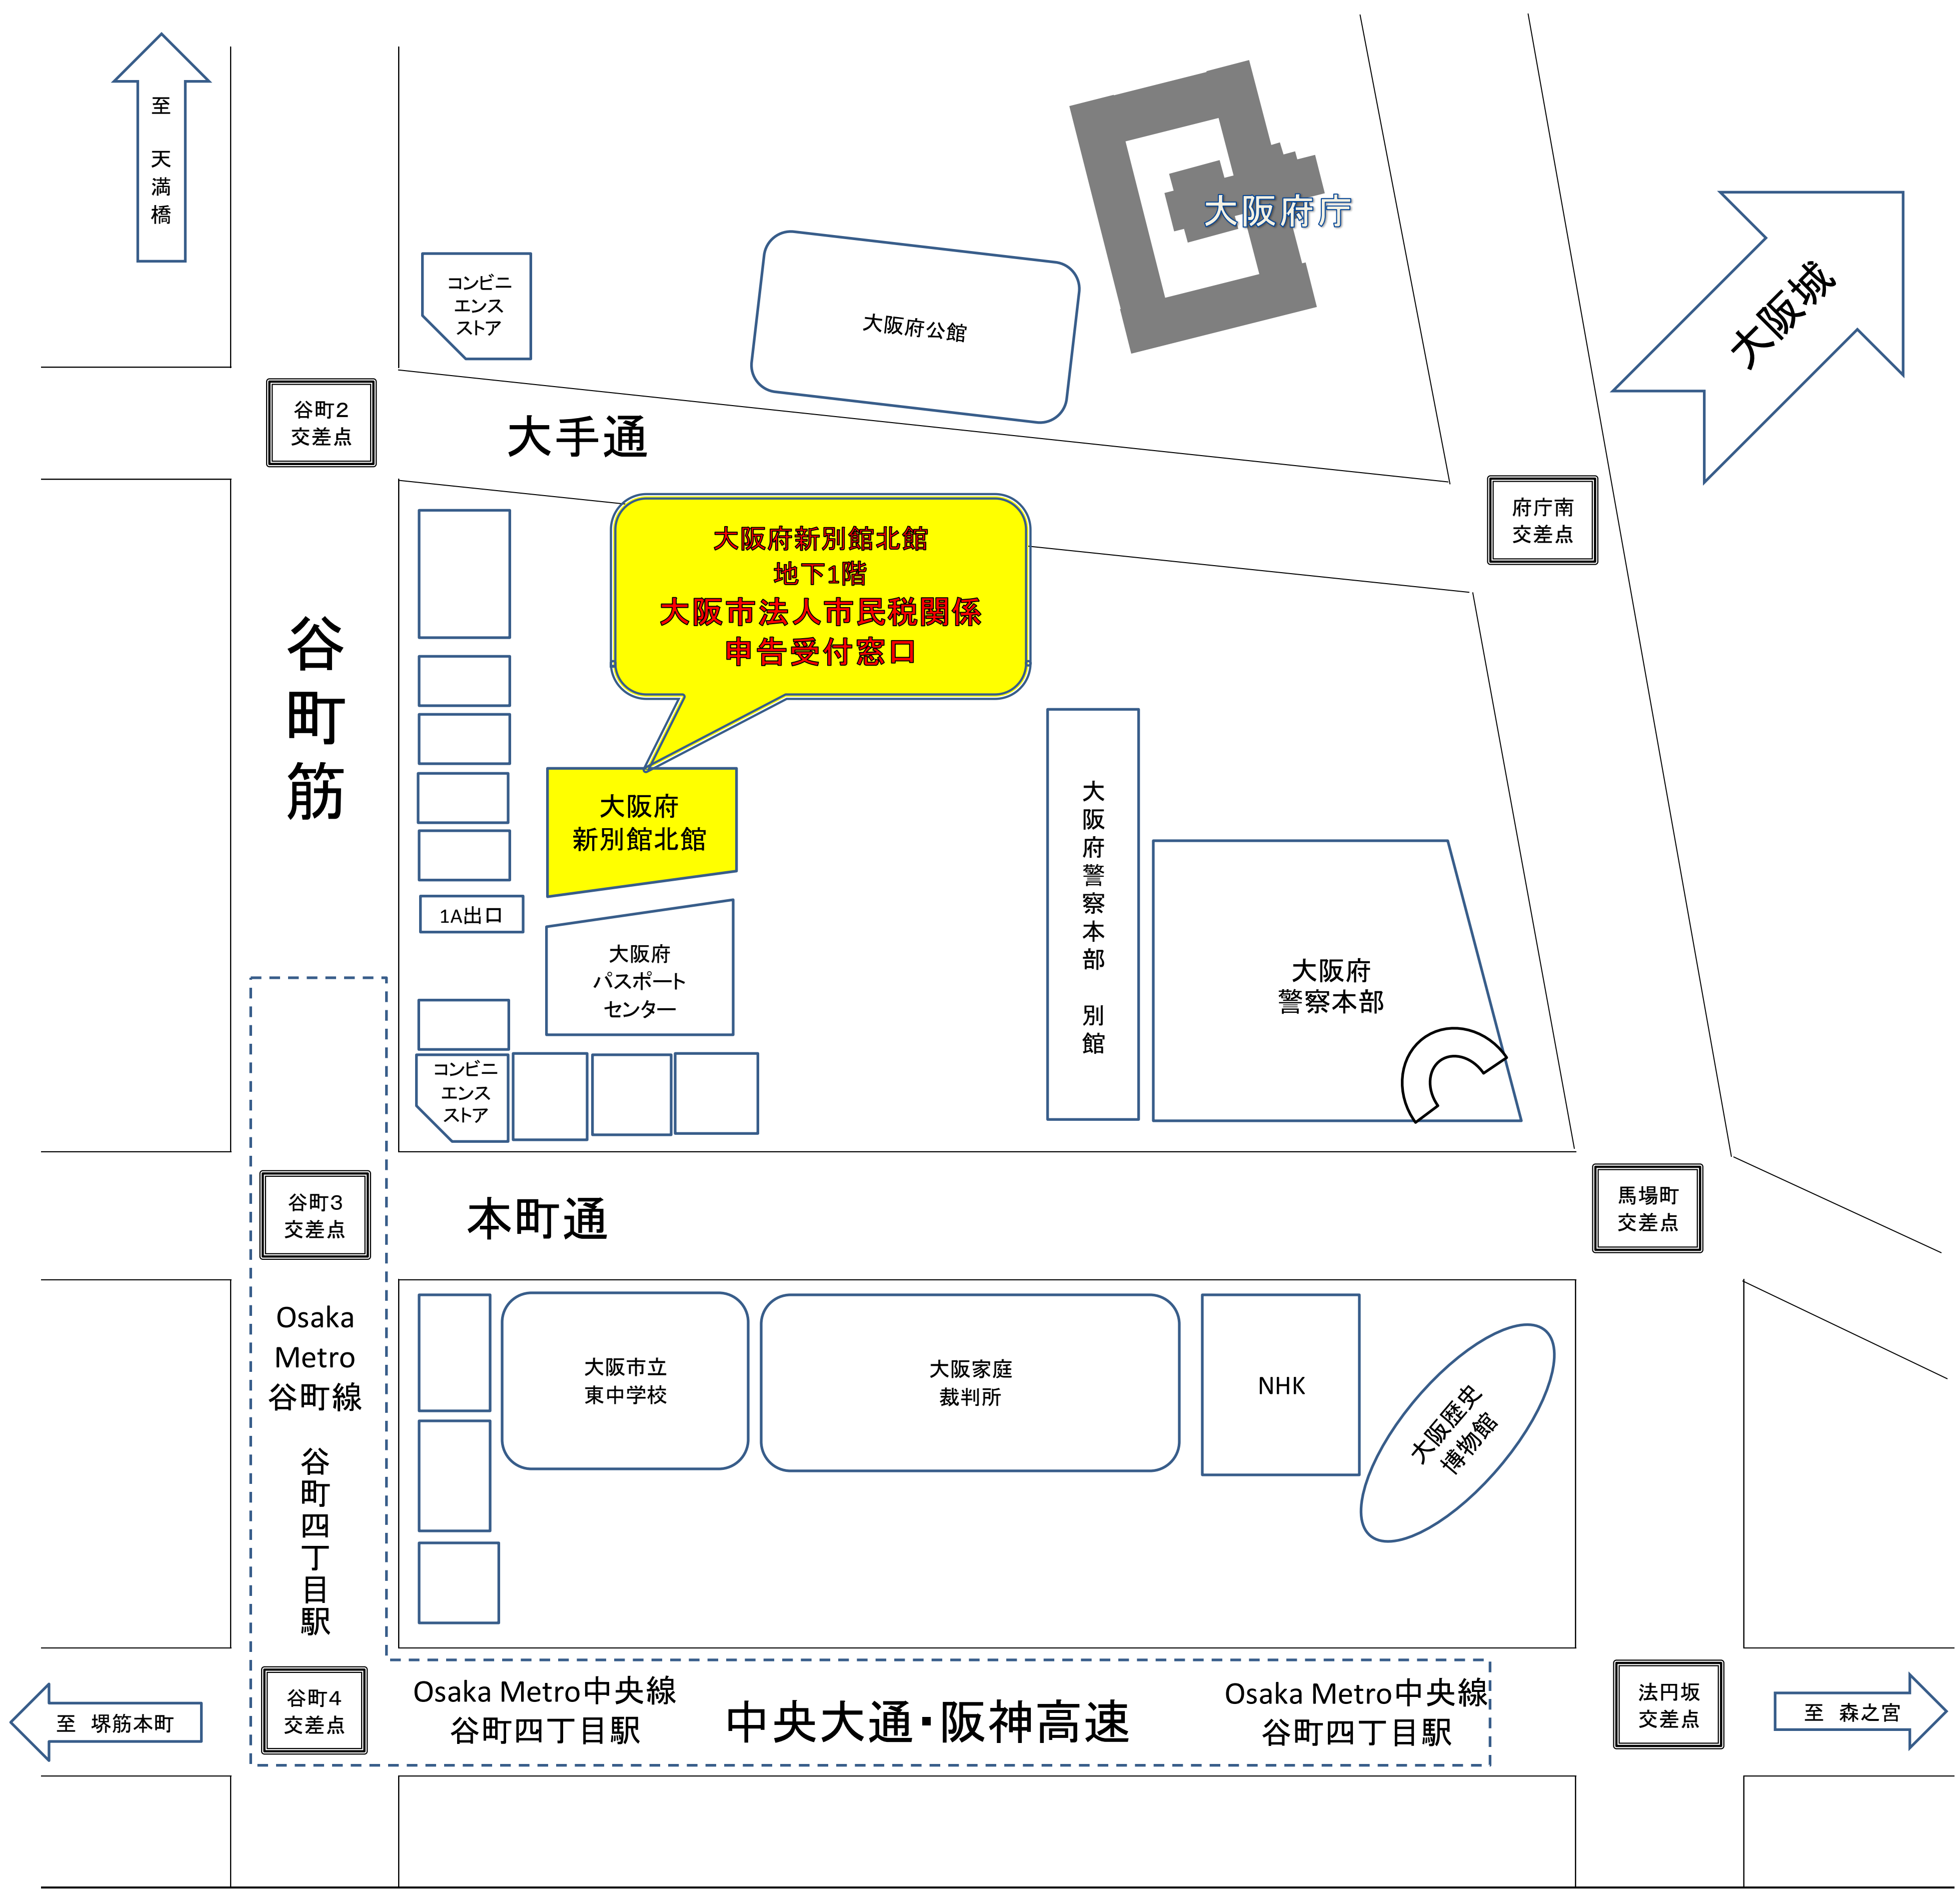 至　天満橋
大阪府庁
大阪城
コンビニ
エンス
ストア
大阪府公館
谷町2
交差点
大手通
府庁南
交差点
大阪府新別館北館
地下1階
大阪市法人市民税関係
申告受付窓口
谷町筋
大阪府
新別館北館
大阪府警察本部　別館
1A出口
大阪府
パスポート
センター
大阪府
警察本部
コンビニ
エンス
ストア
谷町3
交差点
本町通
馬場町
交差点
Osaka
Metro
谷町線
谷町四丁目駅
大阪市立
東中学校
大阪家庭
裁判所
NHK
大阪歴史
博物館
至　堺筋本町
谷町4
交差点
Osaka Metro中央線
谷町四丁目駅
中央大通・阪神高速
Osaka Metro中央線
谷町四丁目駅
法円坂
交差点
至　森之宮